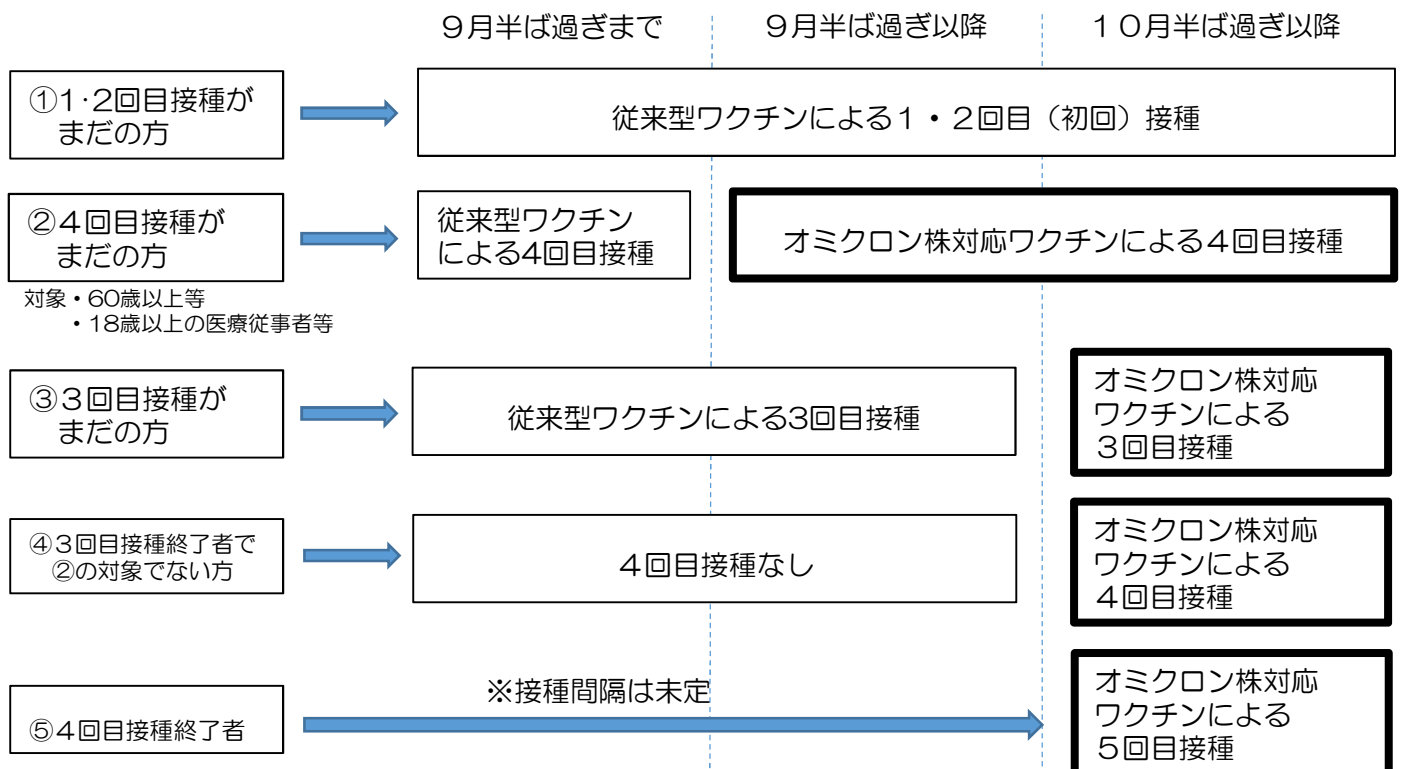 ９月半ば過ぎまで
９月半ば過ぎ以降
１０月半ば過ぎ以降
①1･2回目接種が
まだの方
従来型ワクチンによる１・２回目（初回）接種
②４回目接種が
まだの方
従来型ワクチン
による4回目接種
オミクロン株対応ワクチンによる４回目接種
対象・60歳以上等
・18歳以上の医療従事者等
③３回目接種が
まだの方
従来型ワクチンによる3回目接種
オミクロン株対応
ワクチンによる
３回目接種
④３回目接種終了者で
②の対象でない方
４回目接種なし
オミクロン株対応
ワクチンによる
４回目接種
※接種間隔は未定
⑤４回目接種終了者
オミクロン株対応
ワクチンによる
５回目接種